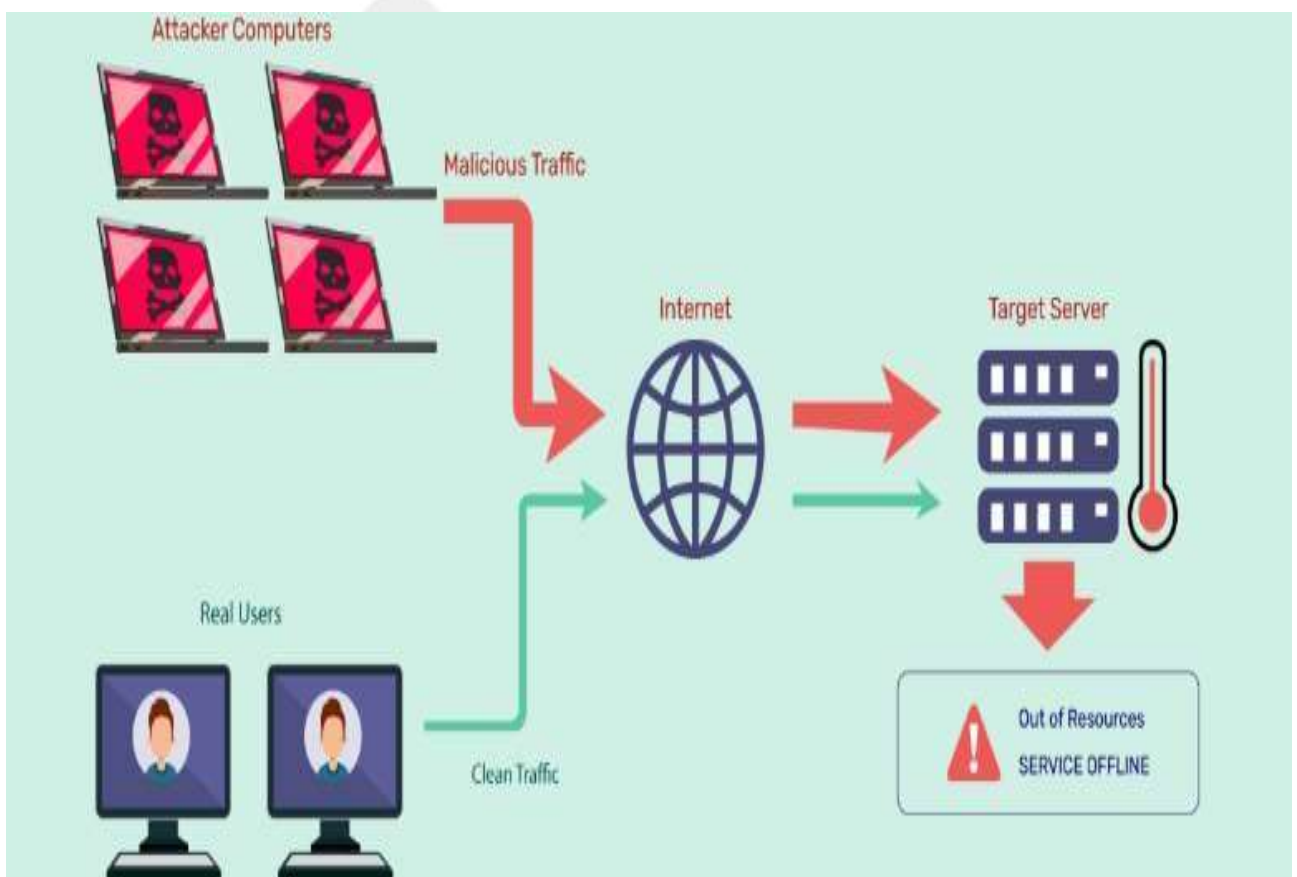 Attacker Computers
Malicious Traffic
Internet
Target Server
Real Users
Clean Traffic
Out of Resources
SERVICE OFFLINE